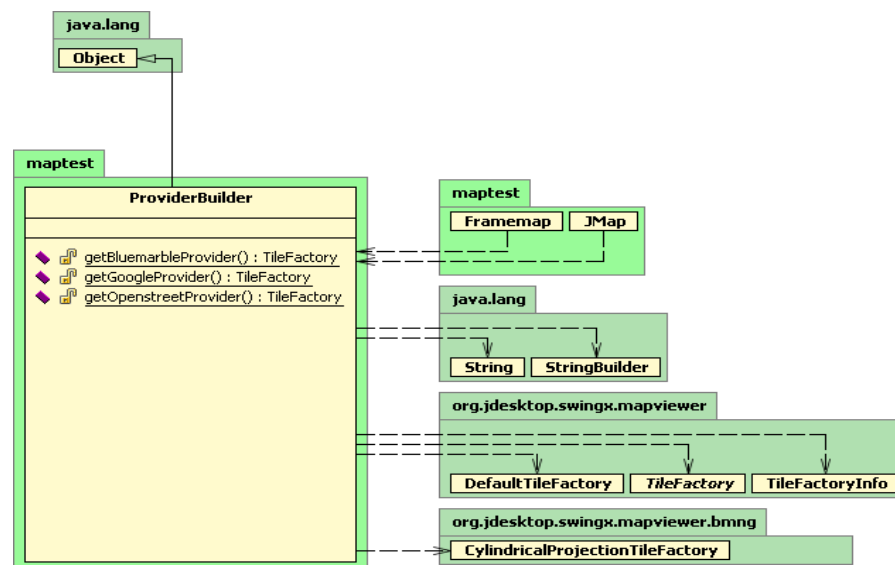 java.lang
Object
maptest
ProviderBuilder
getBluemarbleProvider() : TileFactory
getGoogleProvider() : TileFactory
getOpenstreetProvider() : TileFactory
maptest
Framemap JMap
java.lang
String StringBuilder
org.jdesktop.swingx.mapviewer
DefaultTileFactory TileFactory TileFactoryInfo
org.jdesktop.swingx.mapviewer.bmng
CylindricalProjectionTileFactory